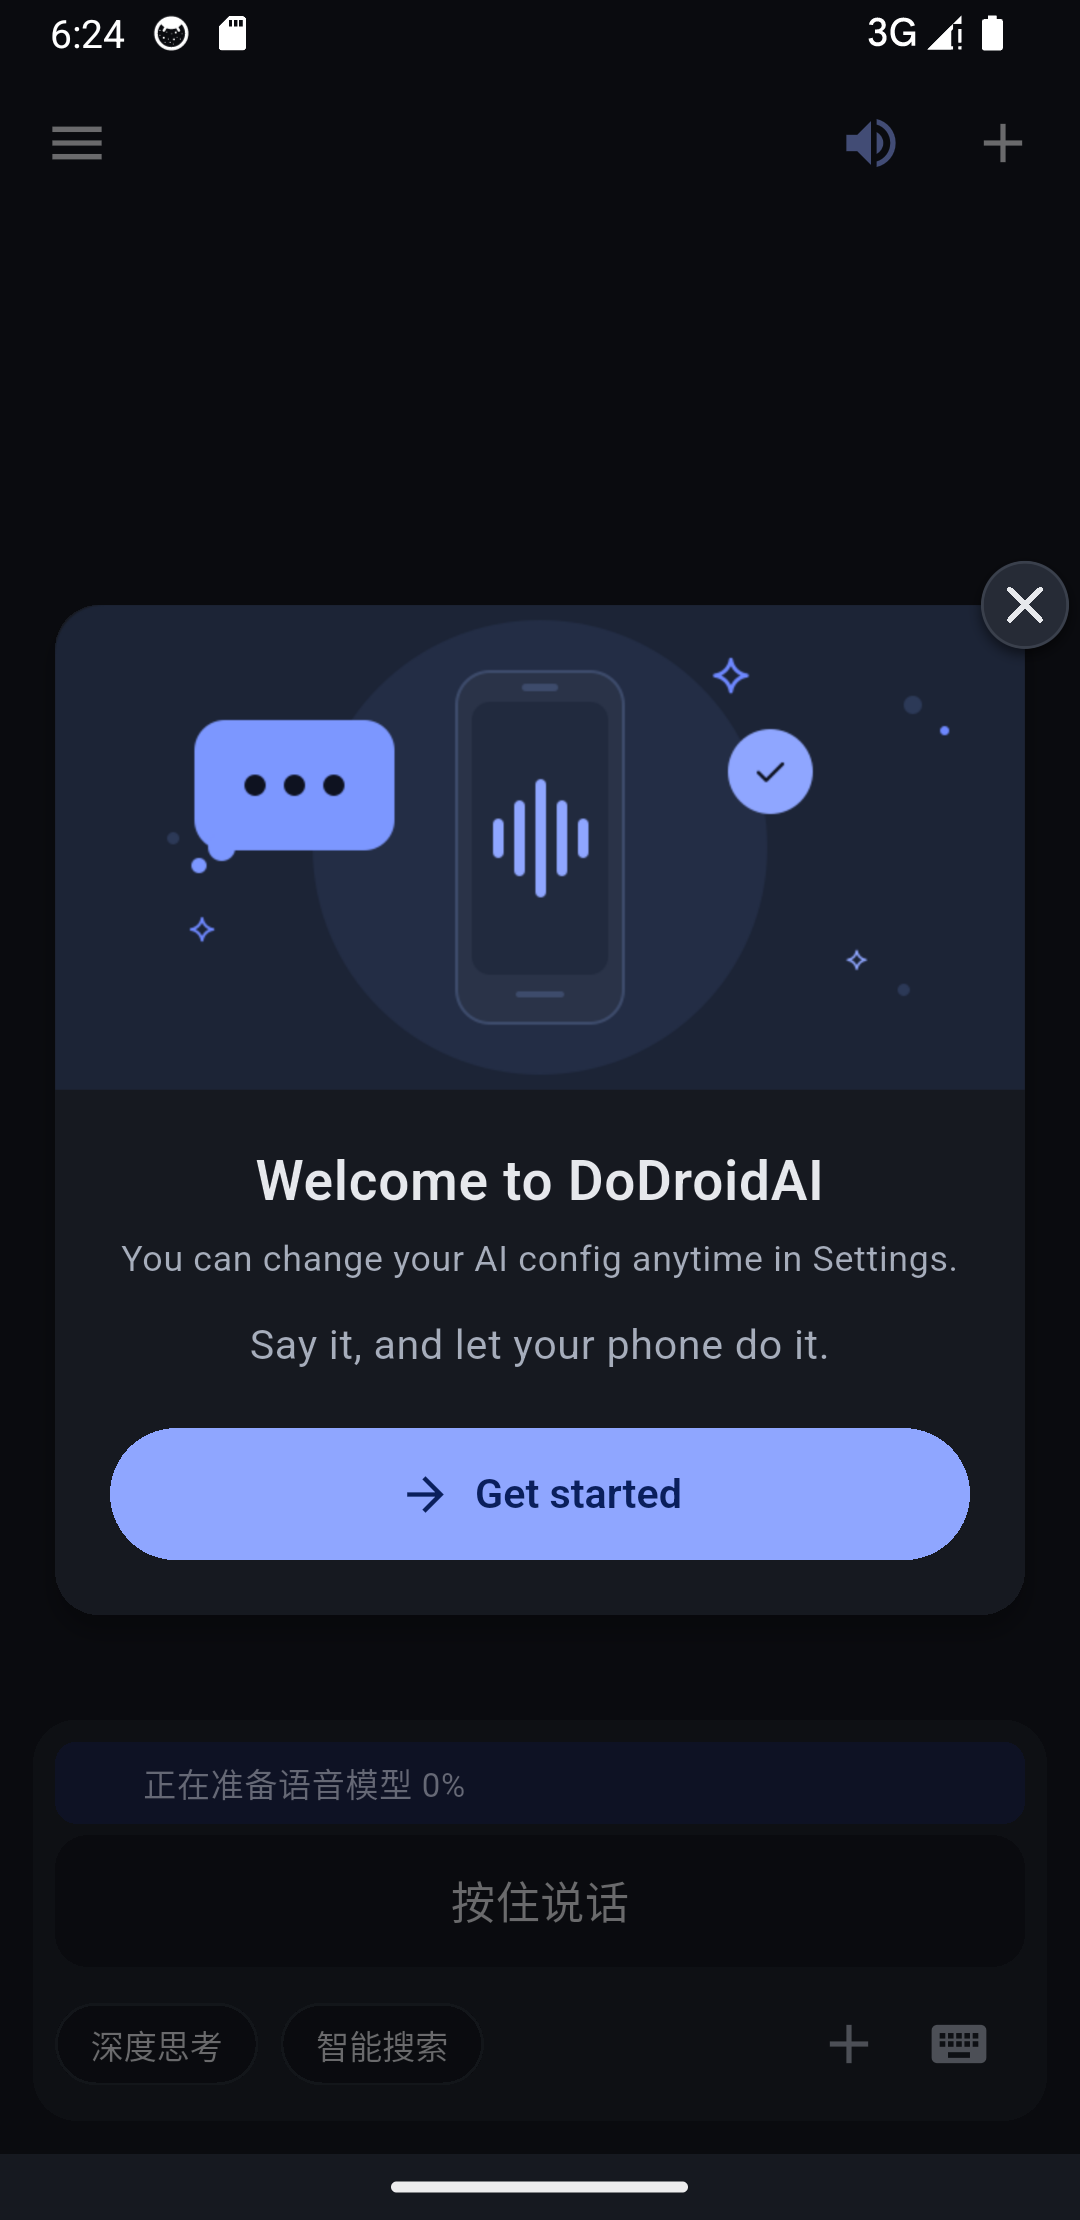 6:24
3G
Welcome to DoDroidAI
You can change your AI config anytime in Settings.
Say it, and let your phone do it.
Get started
正在准备语音模型 0%
按住说话
深度思考
智能搜索